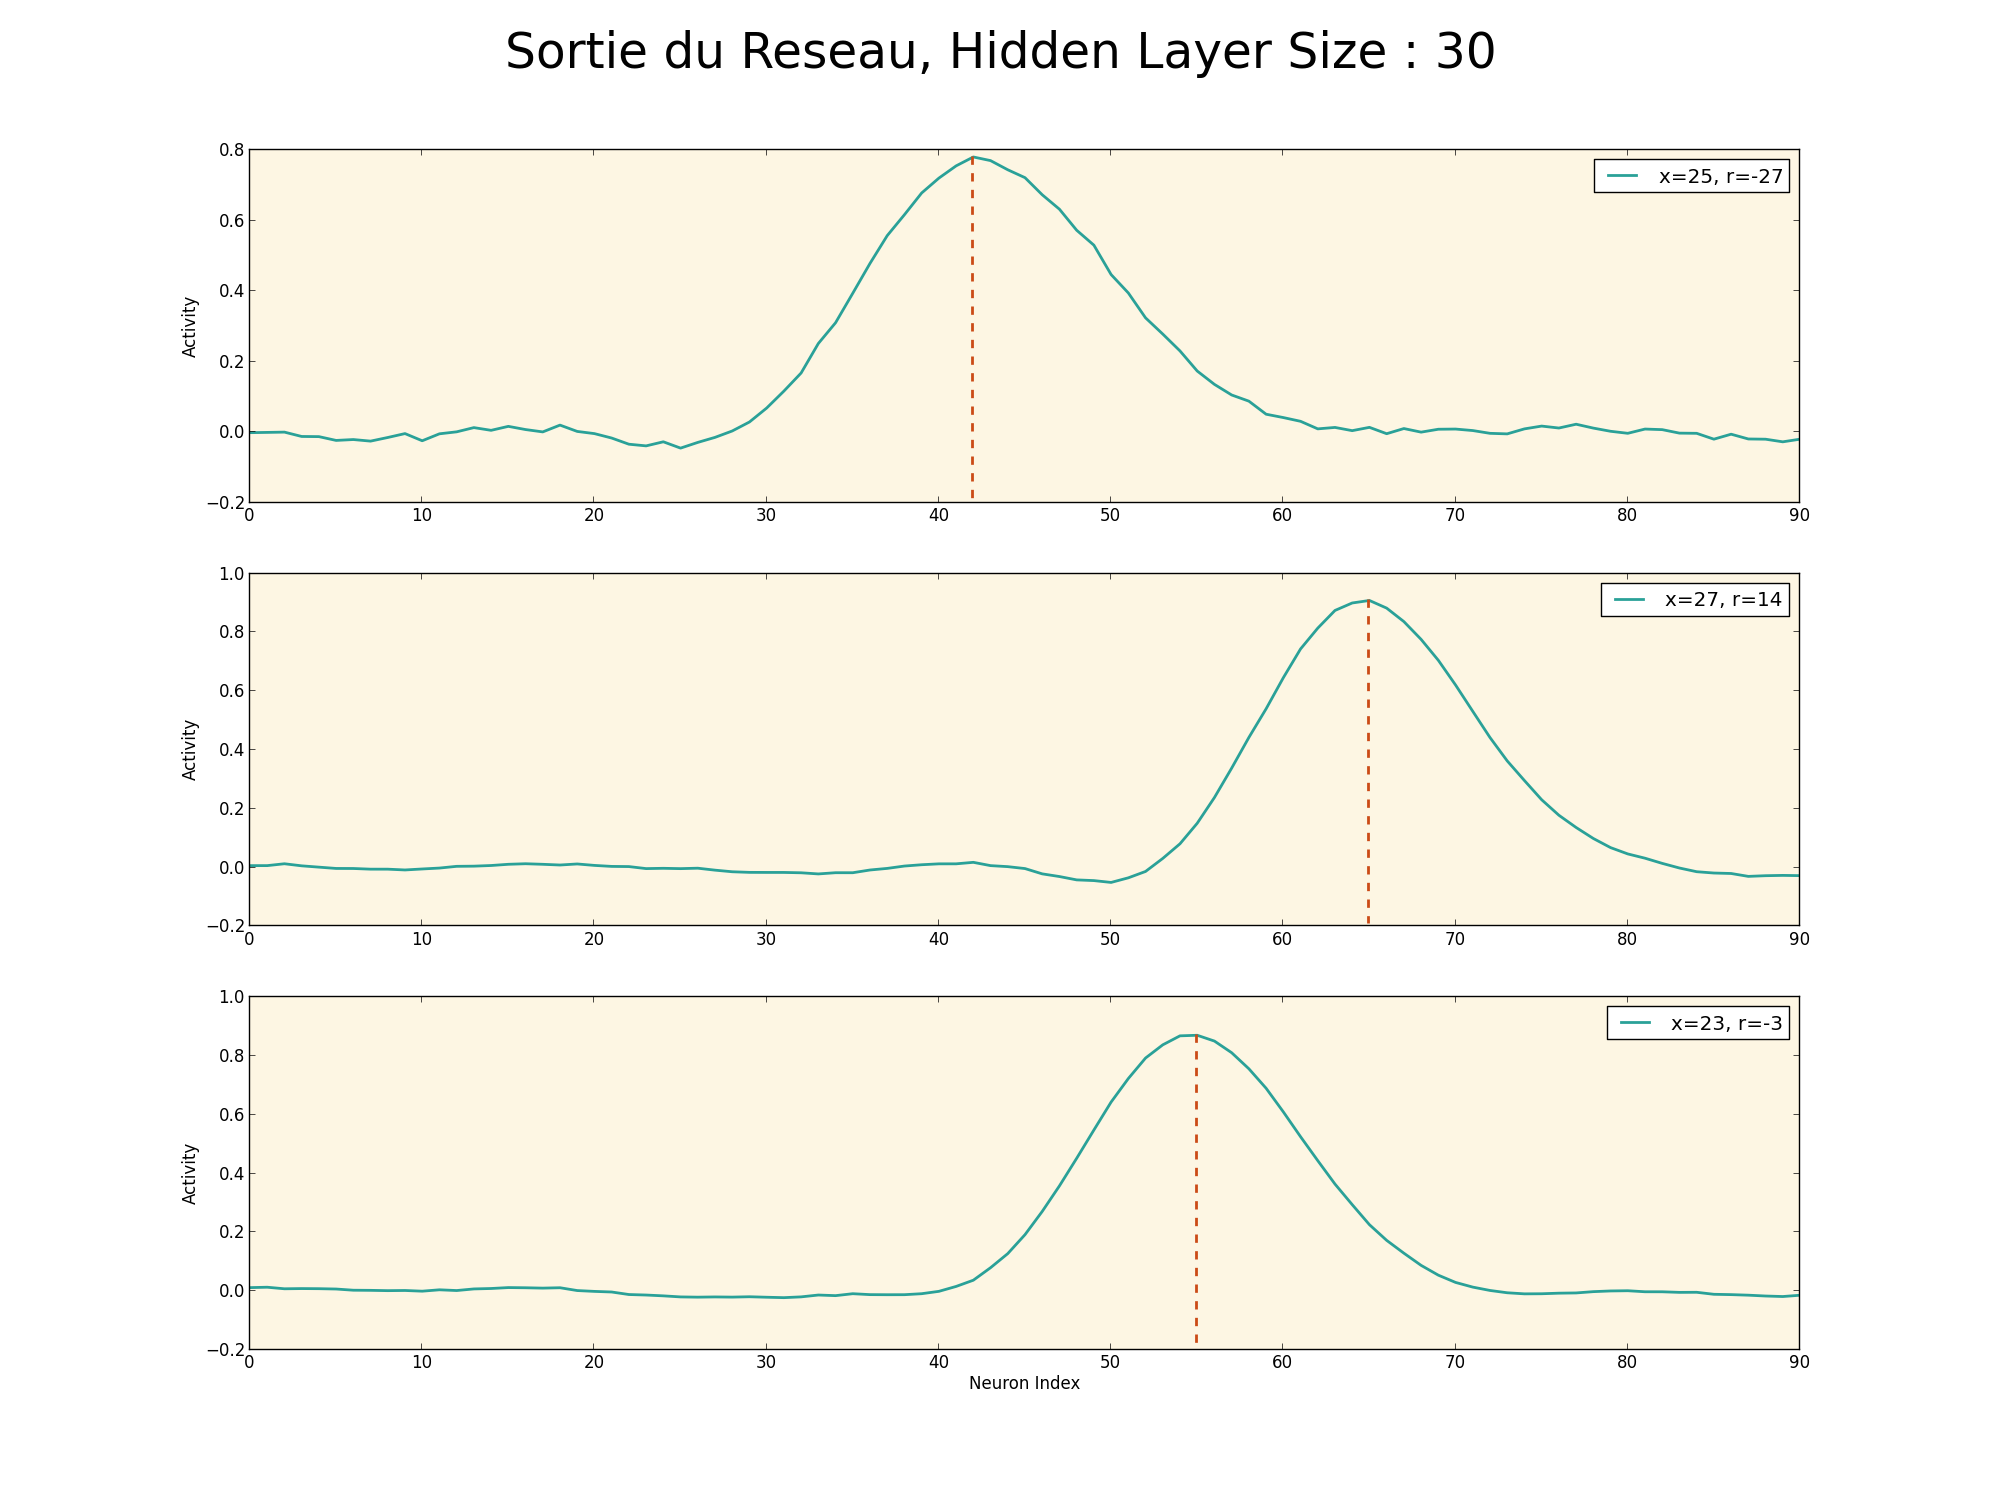 Sortie du Reseau, Hidden Layer Size : 30
0.8
0.6
0.4
0.2
0.0
−0.2
Activity
x=25, r=-27
0 10 20 30 40 50 60 70 80 90
1.0
0.8
0.6
0.4
0.2
0.0
−0.2
Activity
x=27, r=14
0 10 20 30 40 50 60 70 80 90
1.0
0.8
0.6
0.4
0.2
0.0
−0.2
Activity
x=23, r=-3
0 10 20 30 40 50 60 70 80 90
Neuron Index